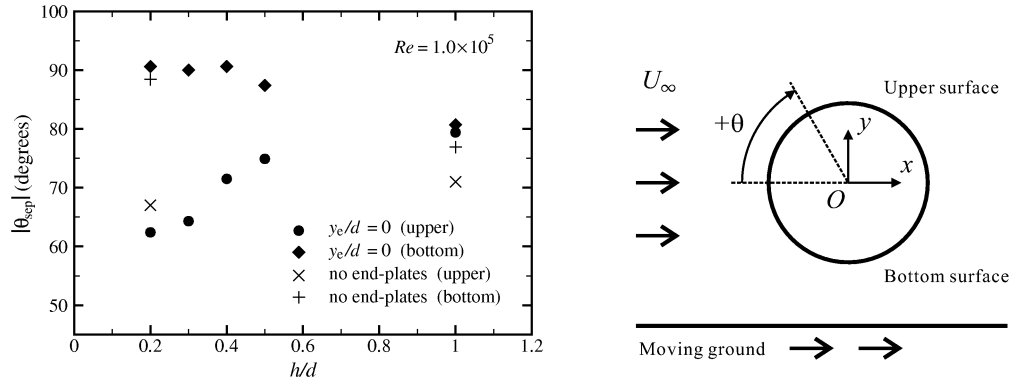 100
90
80
70
60
50
|θsep| (degrees)
Re = 1.0×10⁵
yₑ/d = 0 (upper)
yₑ/d = 0 (bottom)
no end-plates (upper)
no end-plates (bottom)
0 0.2 0.4 0.6 0.8 1 1.2
h/d
U∞
Upper surface
+θ
y
x
O
Bottom surface
Moving ground